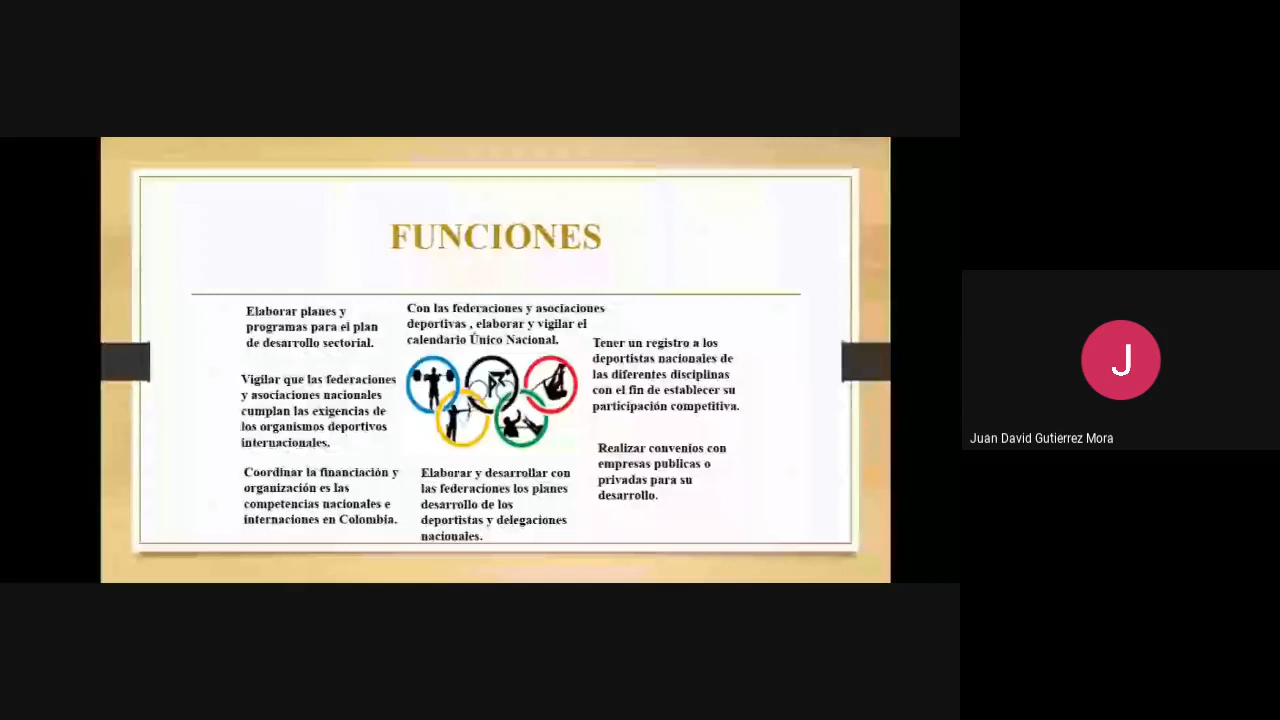 FUNCIONES
Elaborar planes y
programas para el plan
de desarrollo sectorial.
Vigilar que las federaciones
y asociaciones nacionales
cumplan las exigencias de
los organismos deportivos
internacionales.
Coordinar la financiación y
organización es las
competencias nacionales e
internaciones en Colombia.
Con las federaciones y asociaciones
deportivas , elaborar y vigilar el
calendario Único Nacional.
Elaborar y desarrollar con
las federaciones los planes
desarrollo de los
deportistas y delegaciones
nacionales.
Tener un registro a los
deportistas nacionales de
las diferentes disciplinas
con el fin de establecer su
participación competitiva.
Realizar convenios con
empresas publicas o
privadas para su
desarrollo.
J
Juan David Gutierrez Mora